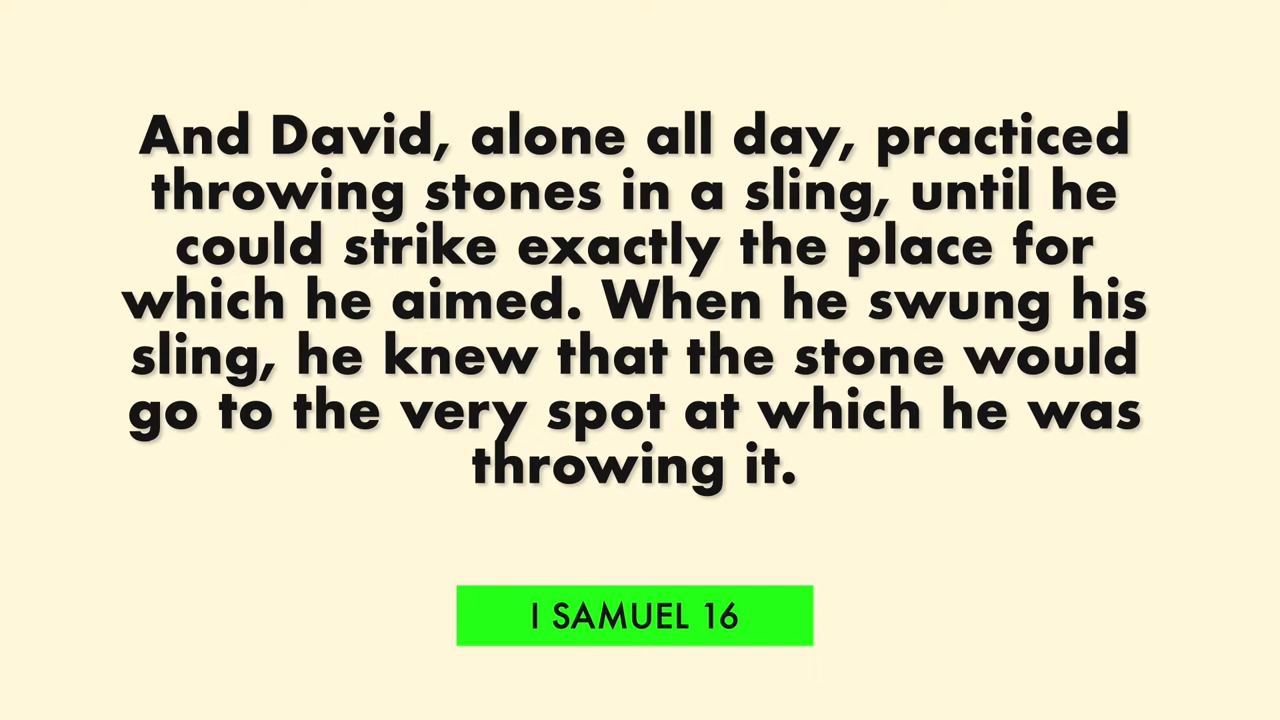 And David, alone all day, practiced
throwing stones in a sling, until he
could strike exactly the place for
which he aimed. When he swung his
sling, he knew that the stone would
go to the very spot at which he was
throwing it.
I SAMUEL 16